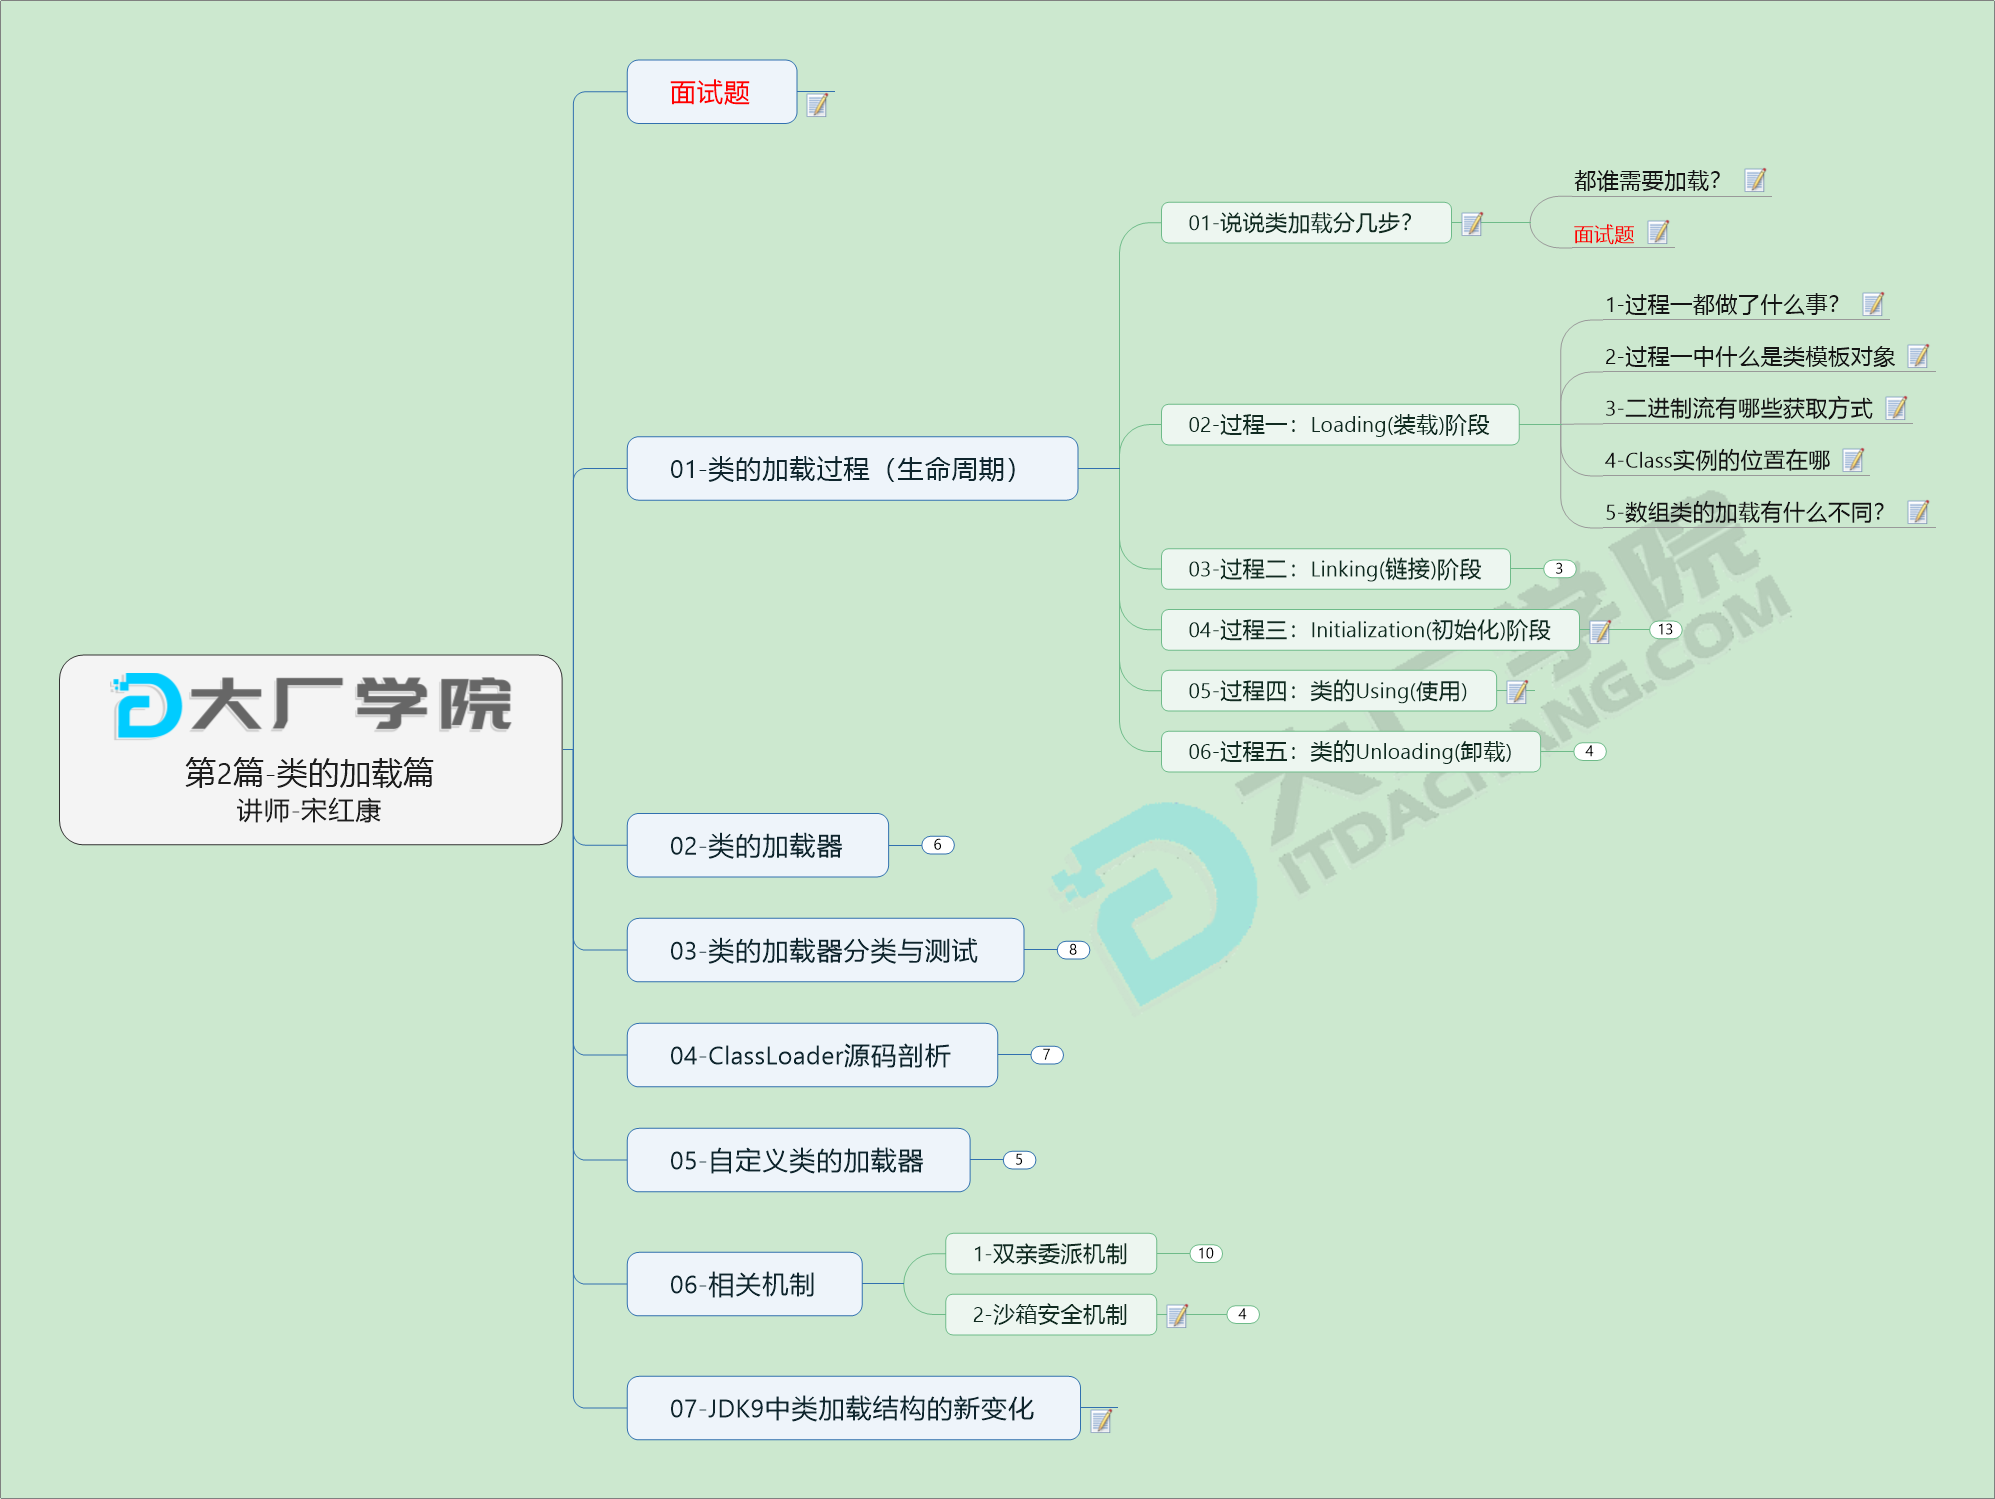 面试题
都谁需要加载？
01-说说类加载分几步？
面试题
1-过程一都做了什么事？
2-过程一中什么是类模板对象
3-二进制流有哪些获取方式
02-过程一：Loading(装载)阶段
4-Class实例的位置在哪
01-类的加载过程（生命周期）
5-数组类的加载有什么不同？
03-过程二：Linking(链接)阶段
3
04-过程三：Initialization(初始化)阶段
13
05-过程四：类的Using(使用)
06-过程五：类的Unloading(卸载)
4
大厂学院
第2篇-类的加载篇
讲师-宋红康
大厂学院
ITDACHANG.COM
02-类的加载器
6
03-类的加载器分类与测试
8
04-ClassLoader源码剖析
7
05-自定义类的加载器
5
06-相关机制
1-双亲委派机制
10
2-沙箱安全机制
4
07-JDK9中类加载结构的新变化